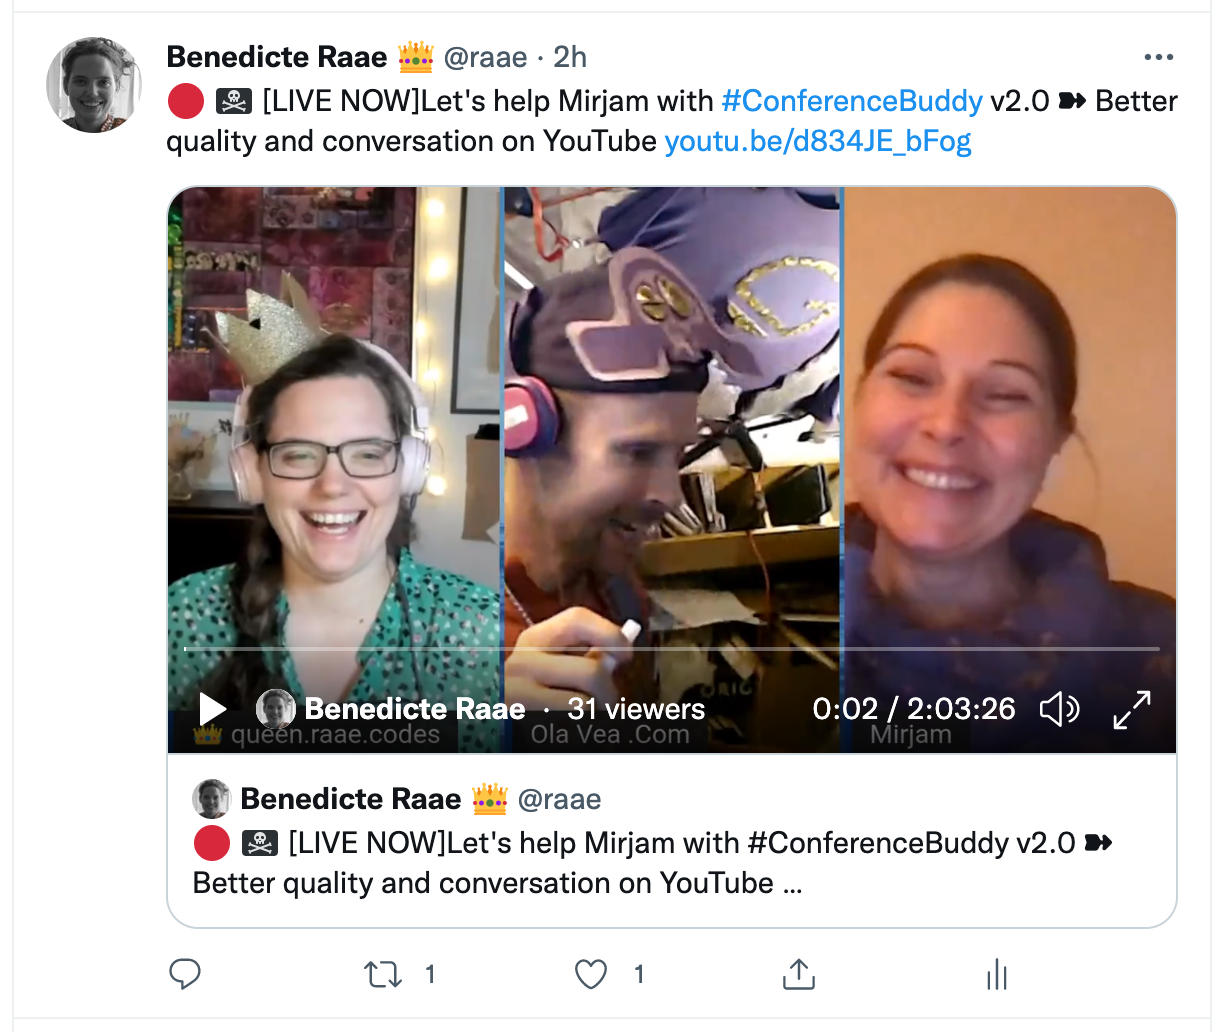 Benedicte Raae 👑 @raae · 2h
🔴 🏴‍☠️ [LIVE NOW]Let's help Mirjam with #ConferenceBuddy v2.0 ➽ Better
quality and conversation on YouTube youtu.be/d834JE_bFog
G
ORIG
Benedicte Raae · 31 viewers 0:02 / 2:03:26
👑 queen.raae.codes Ola Vea .Com Mirjam
Benedicte Raae 👑 @raae
🔴 🏴‍☠️ [LIVE NOW]Let's help Mirjam with #ConferenceBuddy v2.0 ➽
Better quality and conversation on YouTube ...
1 1